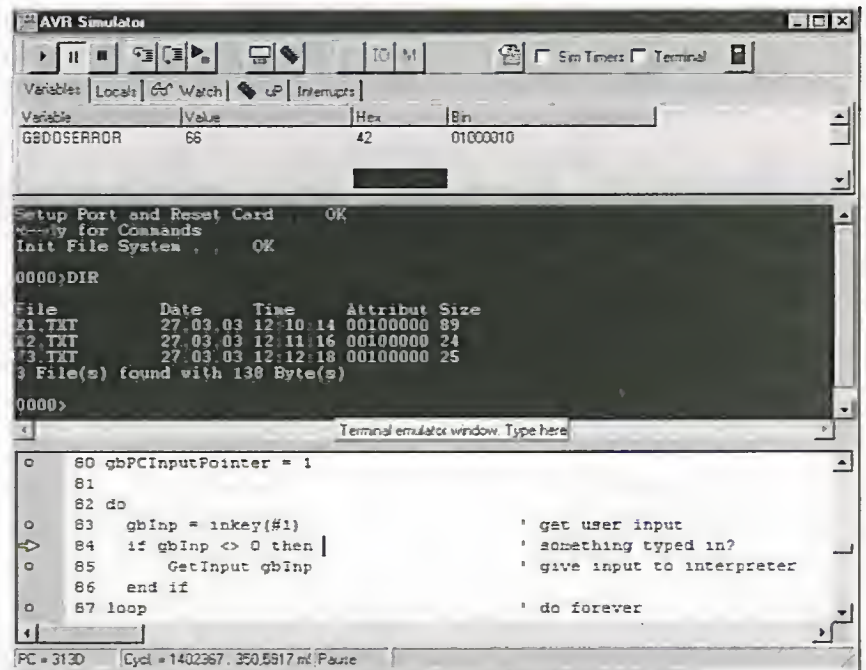 AVR Simulator
IO M Sim Timers Terminal
Variables Locals Watch uP Interrupts
Variable Value Hex Bin
GBDOSERROR 66 42 01000010
Setup Port and Reset Card . OK
for Commands
Init File System . . OK
0000>DIR
File Date Time Attribut Size
X1.TXT 27.03.03 12:10:14 00100000 89
X2.TXT 27.03.03 12:11:16 00100000 24
X3.TXT 27.03.03 12:12:18 00100000 25
3 File(s) found with 138 Byte(s)
0000>
Terminal emulator window. Type here
80 gbPCInputPointer = 1
81
82 do
83 gbInp = inkey(#1) ' get user input
84 if gbInp <> 0 then ' something typed in?
85 GetInput gbInp ' give input to interpreter
86 end if
87 loop ' do forever
PC = 313D Cycl = 1402367 . 350,5917 mS Pause